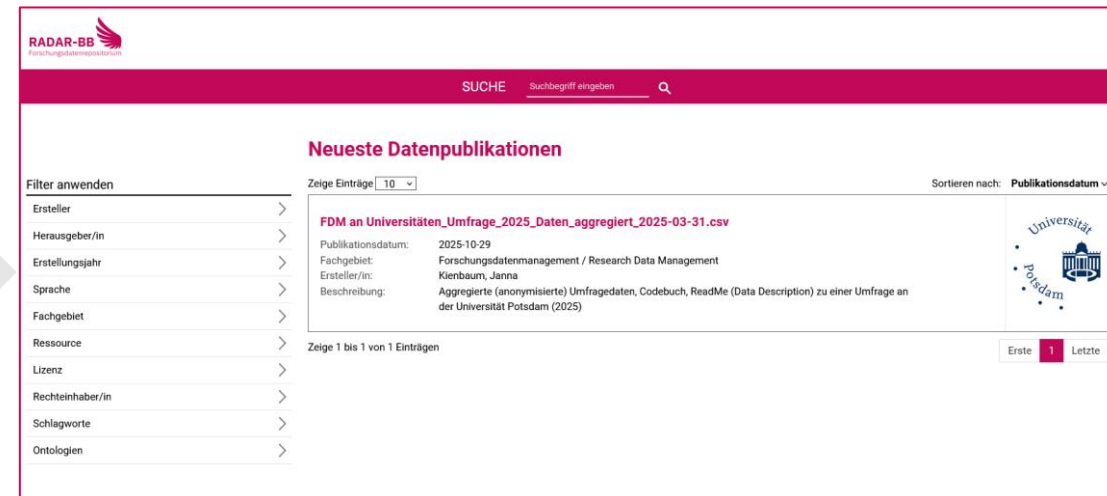 RADAR-BB
Forschungsdatenrepositorium
SUCHE Suchbegriff eingeben
Neueste Datenpublikationen
Filter anwenden
Ersteller
Herausgeber/in
Erstellungsjahr
Sprache
Fachgebiet
Ressource
Lizenz
Rechteinhaber/in
Schlagworte
Ontologien
Zeige Einträge 10
Sortieren nach: Publikationsdatum
FDM an Universitäten_Umfrage_2025_Daten_aggregiert_2025-03-31.csv
Publikationsdatum: 2025-10-29
Fachgebiet: Forschungsdatenmanagement / Research Data Management
Ersteller/in: Kienbaum, Janna
Beschreibung: Aggregierte (anonymisierte) Umfragedaten, Codebuch, ReadMe (Data Description) zu einer Umfrage an
der Universität Potsdam (2025)
Universität
Potsdam
Zeige 1 bis 1 von 1 Einträgen
Erste 1 Letzte